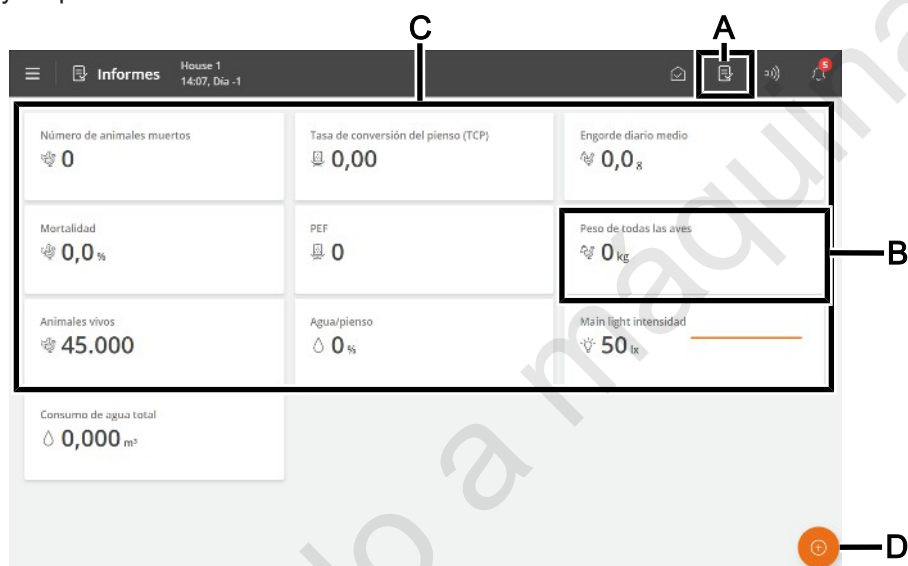 C
A
Informes
House 1
14:07, Día -1
5
Número de animales muertos
0
Tasa de conversión del pienso (TCP)
0,00
Engorde diario medio
0,0 g
Mortalidad
0,0 %
PEF
0
Peso de todas las aves
0 kg
B
Animales vivos
45.000
Agua/pienso
0 %
Main light intensidad
50 lx
Consumo de agua total
0,000 m³
D